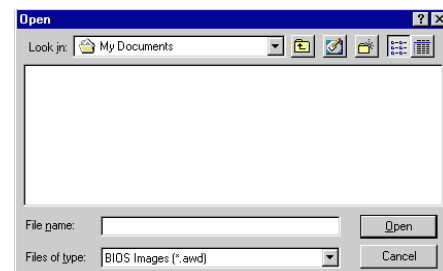 Open
Look in: My Documents
File name: Open
Files of type: BIOS Images (*.awd) Cancel